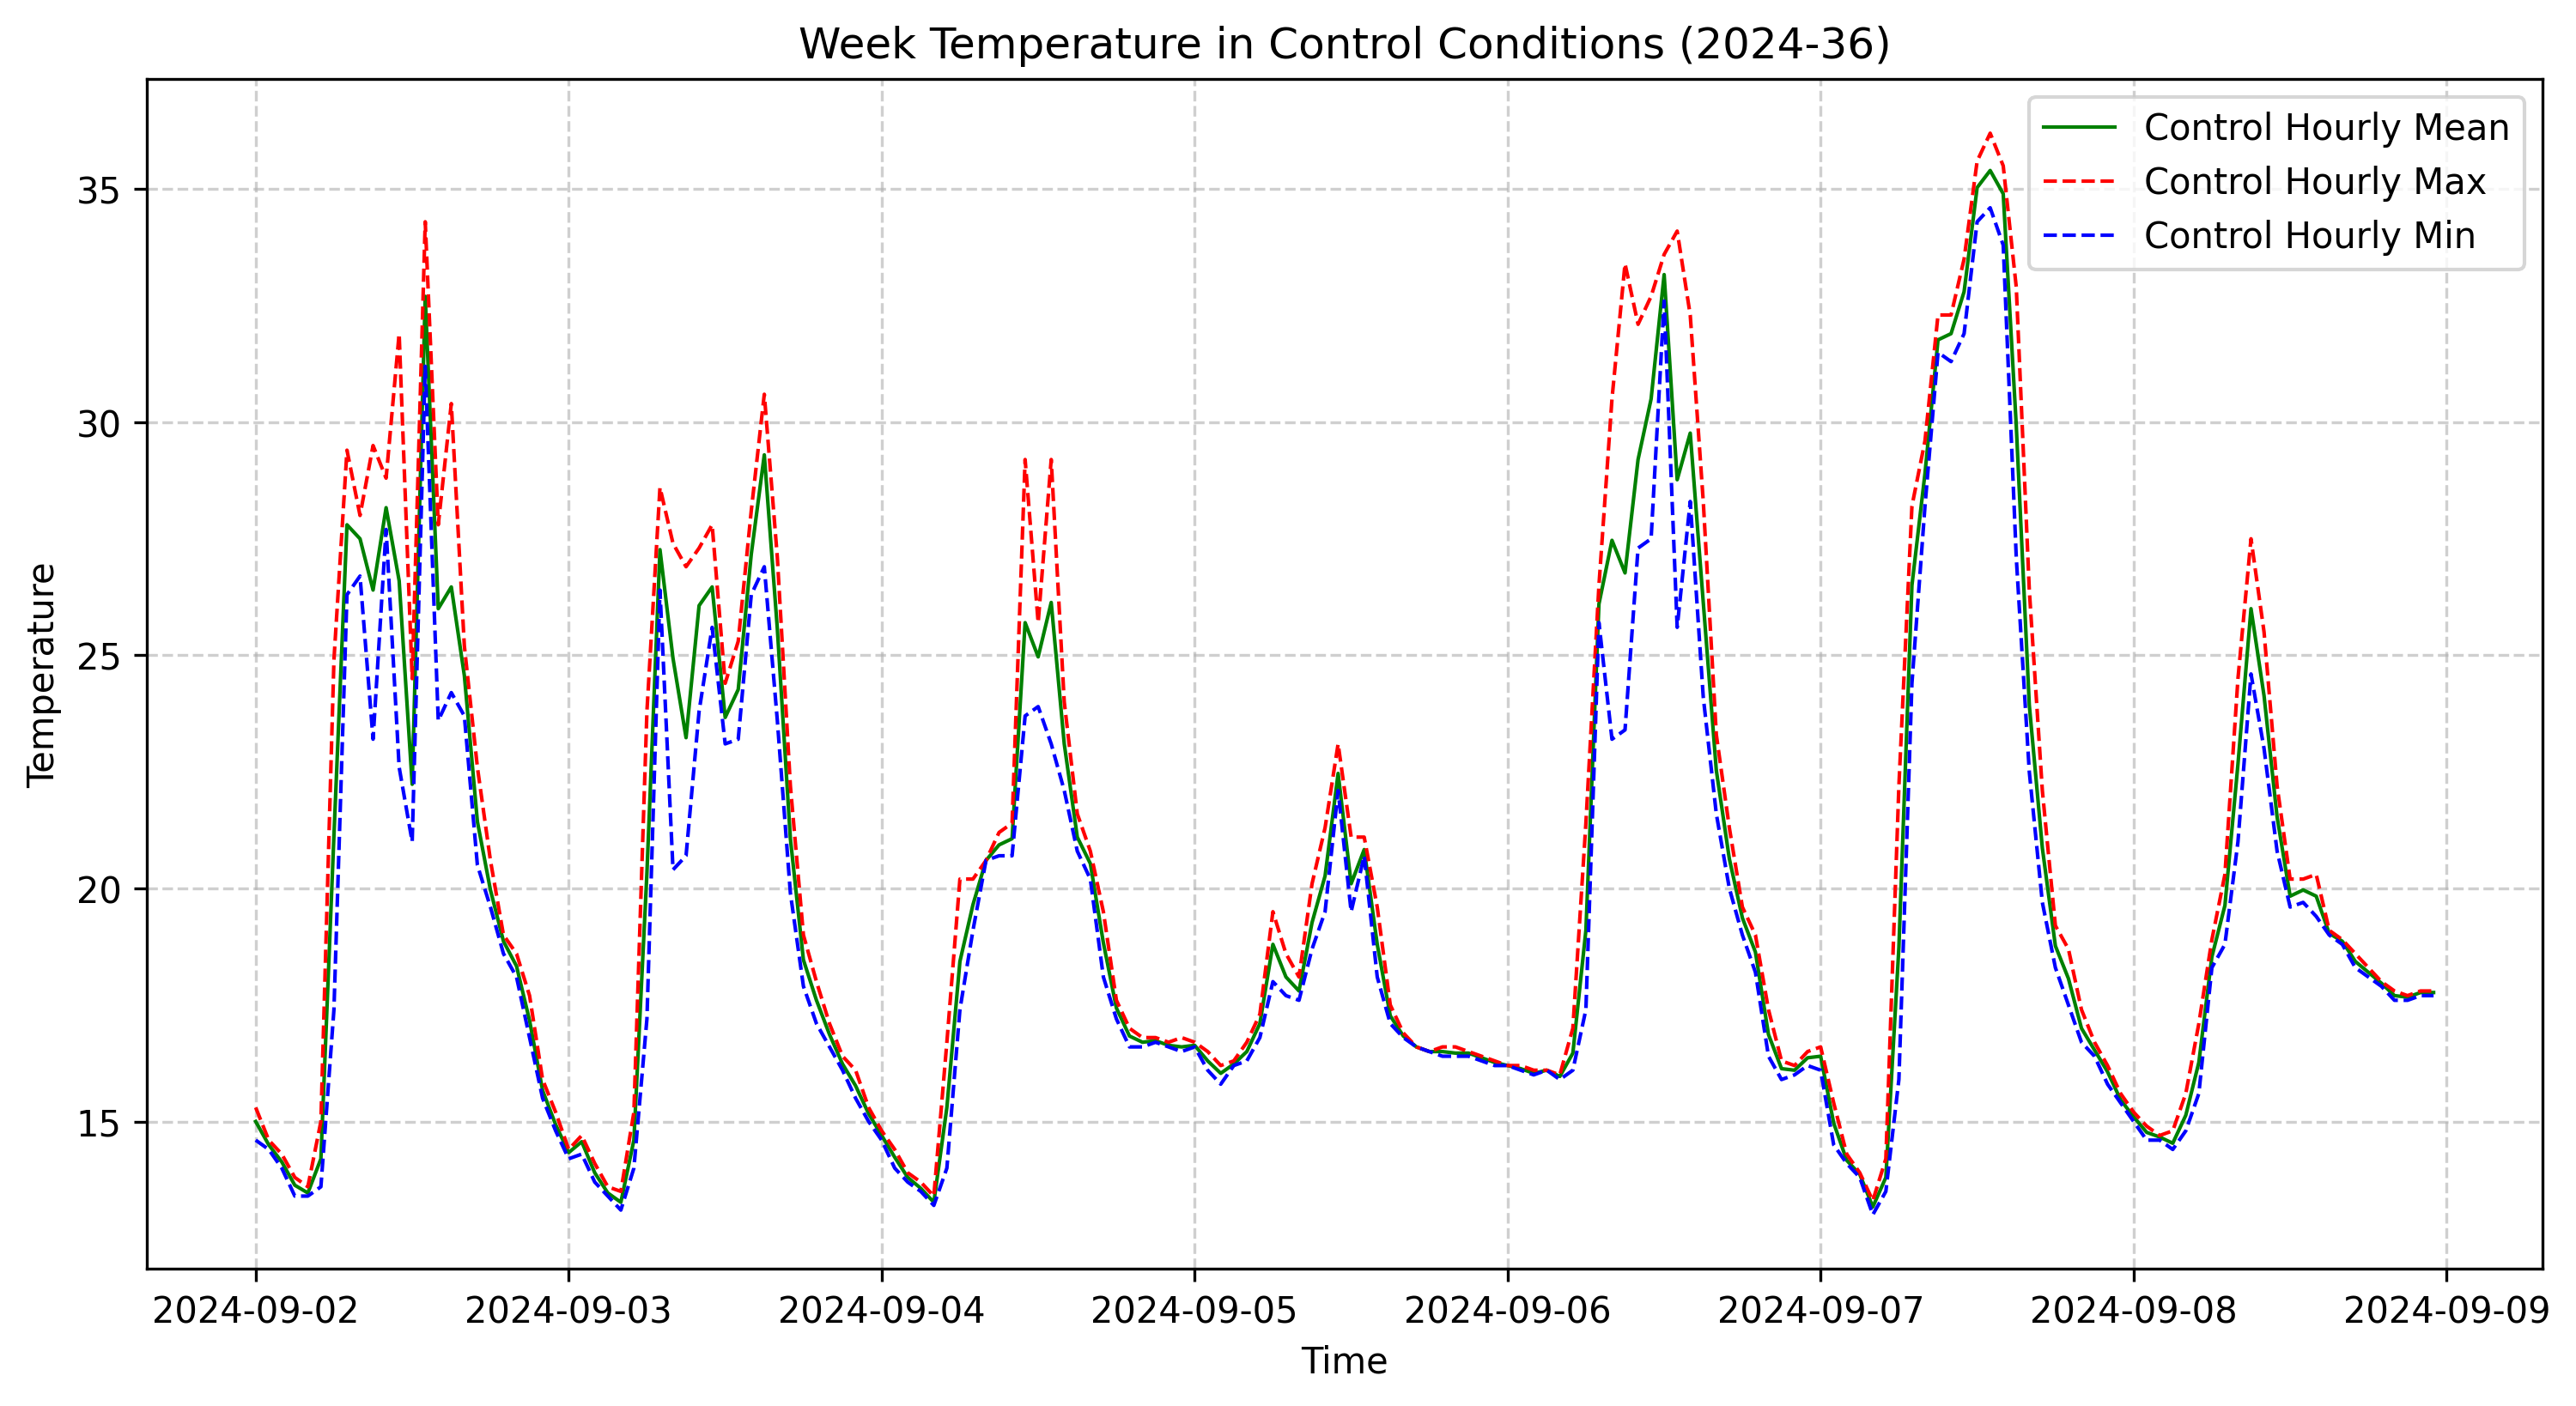 Week Temperature in Control Conditions (2024-36)
Control Hourly Mean
Control Hourly Max
Control Hourly Min
Temperature
35
30
25
20
15
2024-09-02 2024-09-03 2024-09-04 2024-09-05 2024-09-06 2024-09-07 2024-09-08 2024-09-09
Time